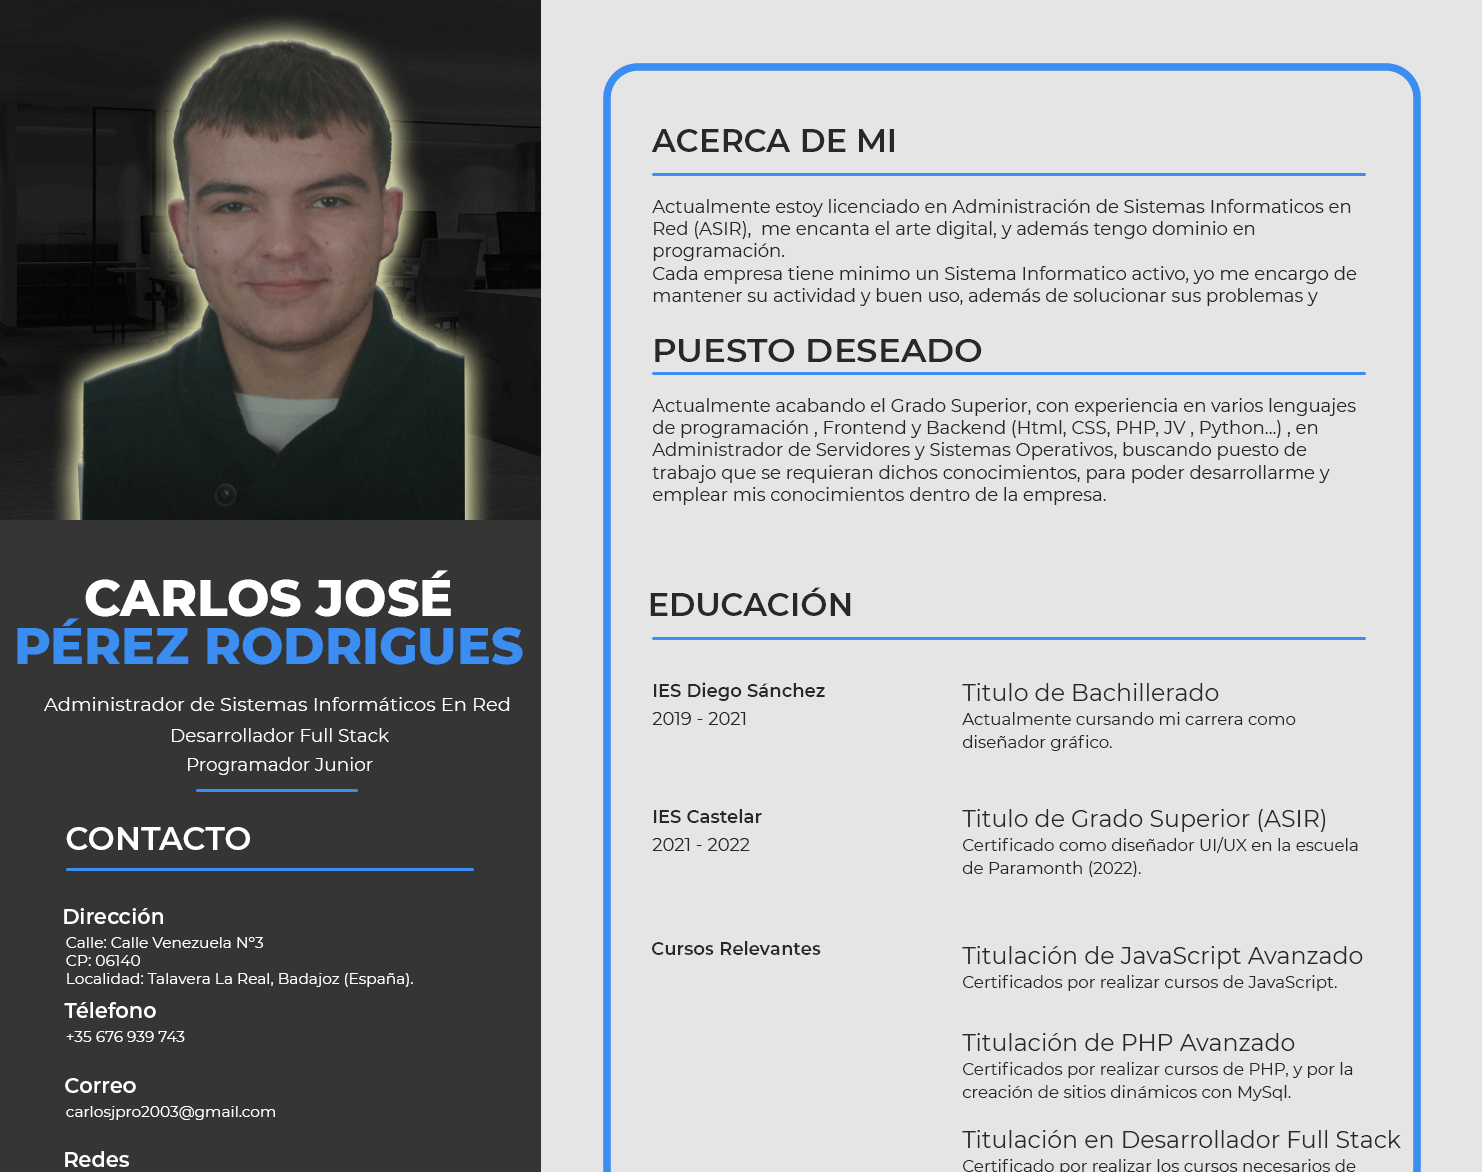 CARLOS JOSÉ
PÉREZ RODRIGUES
Administrador de Sistemas Informáticos En Red
Desarrollador Full Stack
Programador Junior
CONTACTO
Dirección
Calle: Calle Venezuela Nº3
CP: 06140
Localidad: Talavera La Real, Badajoz (España).
Télefono
+35 676 939 743
Correo
carlosjpro2003@gmail.com
Redes
ACERCA DE MI
Actualmente estoy licenciado en Administración de Sistemas Informaticos en
Red (ASIR),  me encanta el arte digital, y además tengo dominio en
programación.
Cada empresa tiene minimo un Sistema Informatico activo, yo me encargo de
mantener su actividad y buen uso, además de solucionar sus problemas y
PUESTO DESEADO
Actualmente acabando el Grado Superior, con experiencia en varios lenguajes
de programación , Frontend y Backend (Html, CSS, PHP, JV , Python...) , en
Administrador de Servidores y Sistemas Operativos, buscando puesto de
trabajo que se requieran dichos conocimientos, para poder desarrollarme y
emplear mis conocimientos dentro de la empresa.
EDUCACIÓN
IES Diego Sánchez
2019 - 2021
Titulo de Bachillerado
Actualmente cursando mi carrera como
diseñador gráfico.
IES Castelar
2021 - 2022
Titulo de Grado Superior (ASIR)
Certificado como diseñador UI/UX en la escuela
de Paramonth (2022).
Cursos Relevantes
Titulación de JavaScript Avanzado
Certificados por realizar cursos de JavaScript.
Titulación de PHP Avanzado
Certificados por realizar cursos de PHP, y por la
creación de sitios dinámicos con MySql.
Titulación en Desarrollador Full Stack
Certificado por realizar los cursos necesarios de